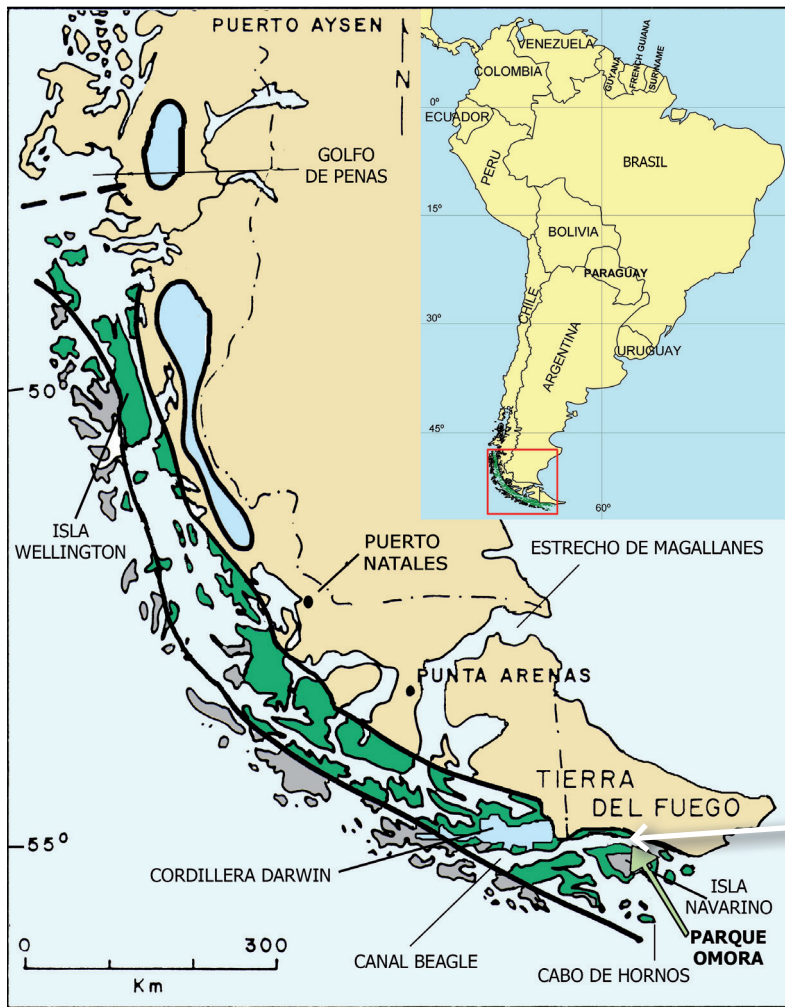 PUERTO AYSEN
N
GOLFO
DE PENAS
50°
ISLA
WELLINGTON
PUERTO
NATALES
ESTRECHO DE MAGALLANES
PUNTA ARENAS
TIERRA
DEL FUEGO
55°
CORDILLERA DARWIN
ISLA
NAVARINO
CANAL BEAGLE
PARQUE
OMORA
CABO DE HORNOS
0 300
Km
VENEZUELA
COLOMBIA
GUYANA
FRENCH GUIANA
SURINAME
0°
ECUADOR
PERU
BRASIL
15°
BOLIVIA
PARAGUAY
CHILE
30°
ARGENTINA
URUGUAY
45°
60°